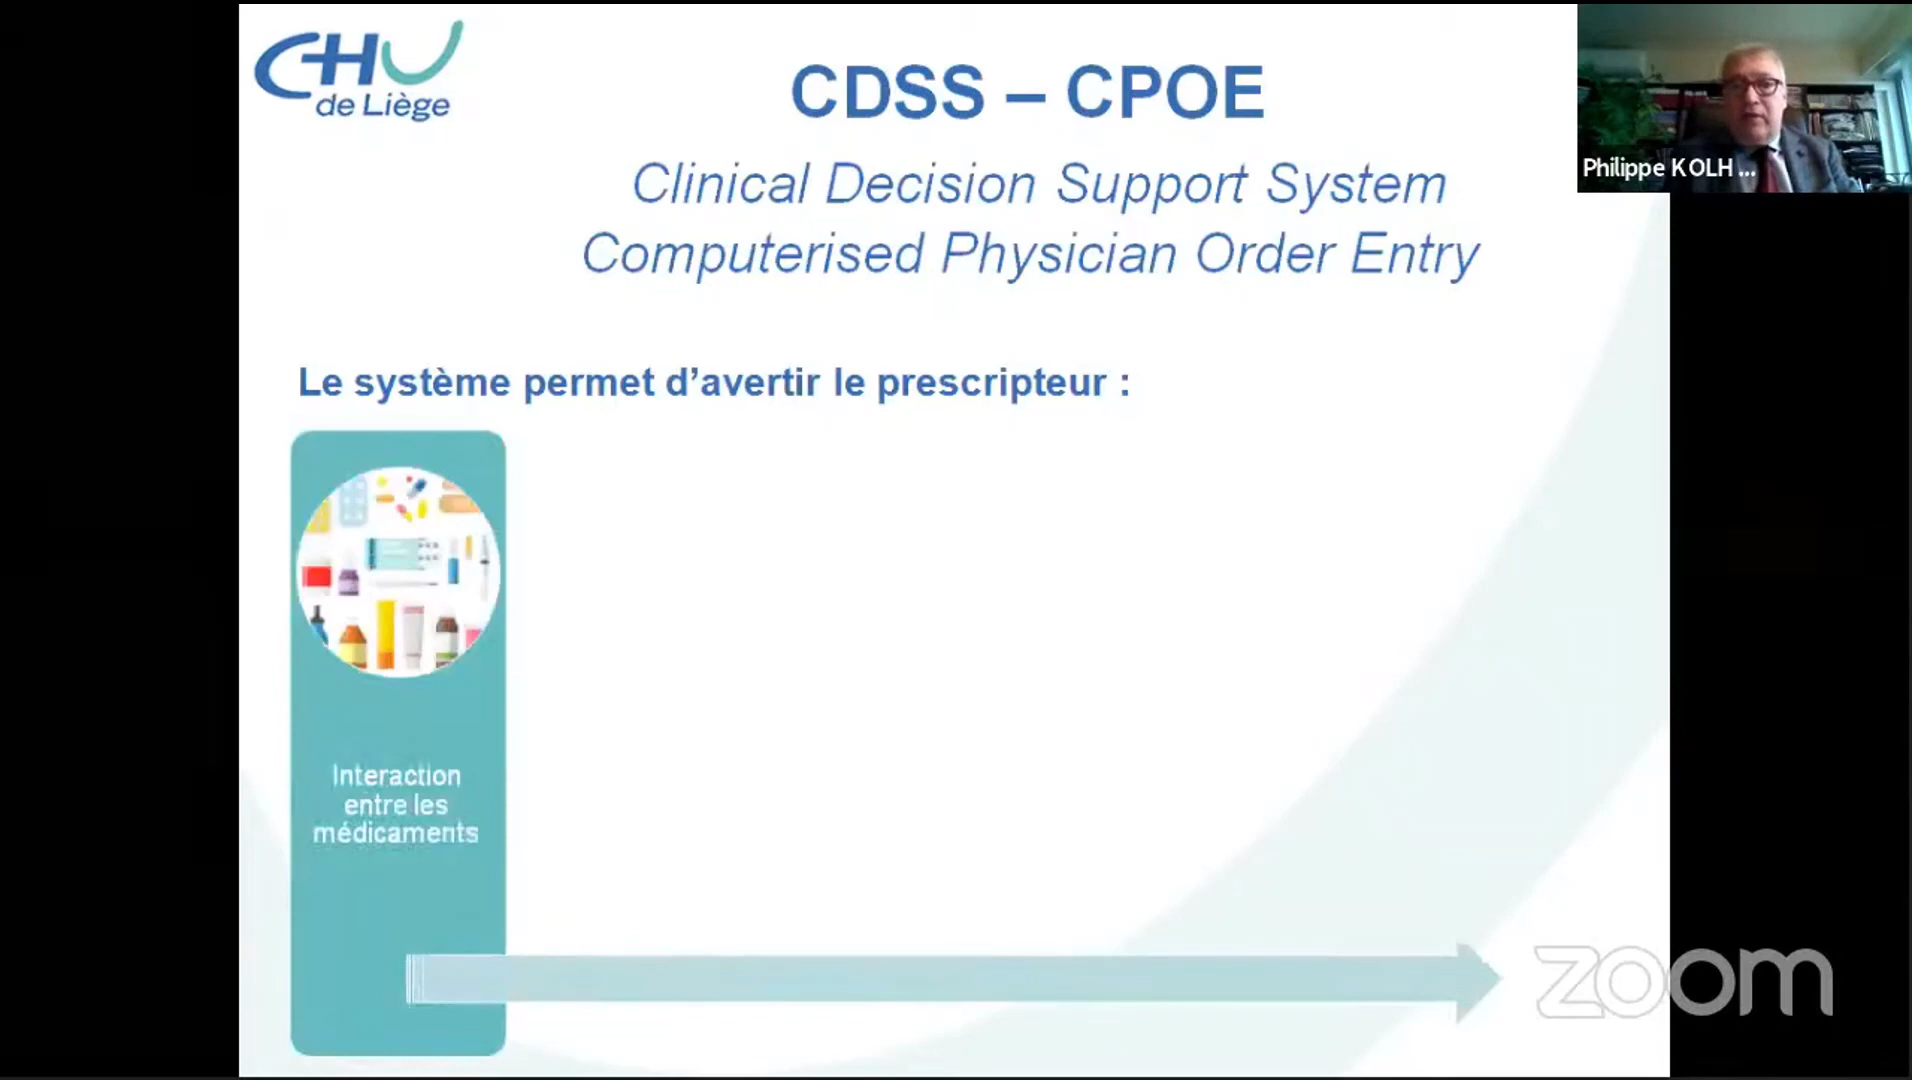 CHU
de Liège
CDSS – CPOE
Clinical Decision Support System
Computerised Physician Order Entry
Philippe KOLH ...
Le système permet d’avertir le prescripteur :
Interaction
entre les
médicaments
zoom